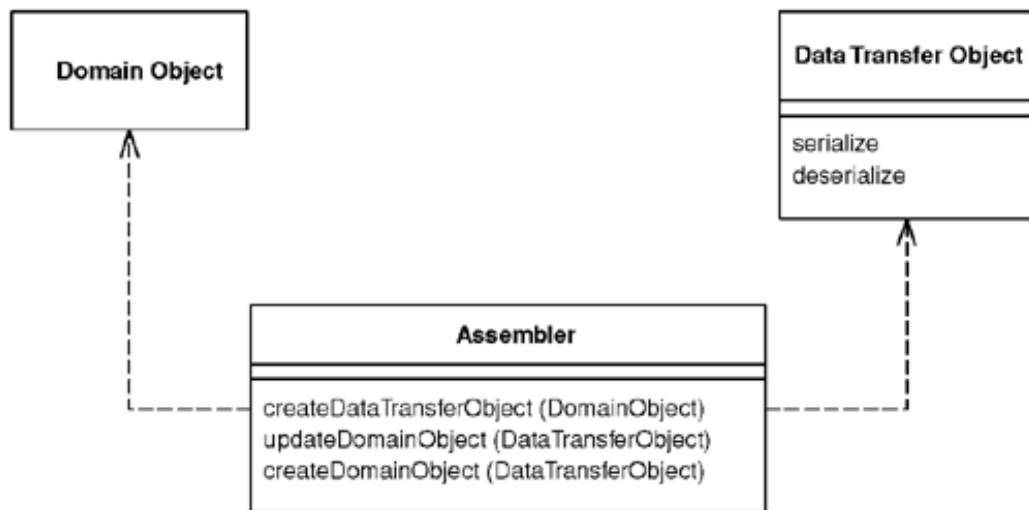 Domain Object
Data Transfer Object
serialize
deserialize
Assembler
createDataTransferObject (DomainObject)
updateDomainObject (DataTransferObject)
createDomainObject (DataTransferObject)